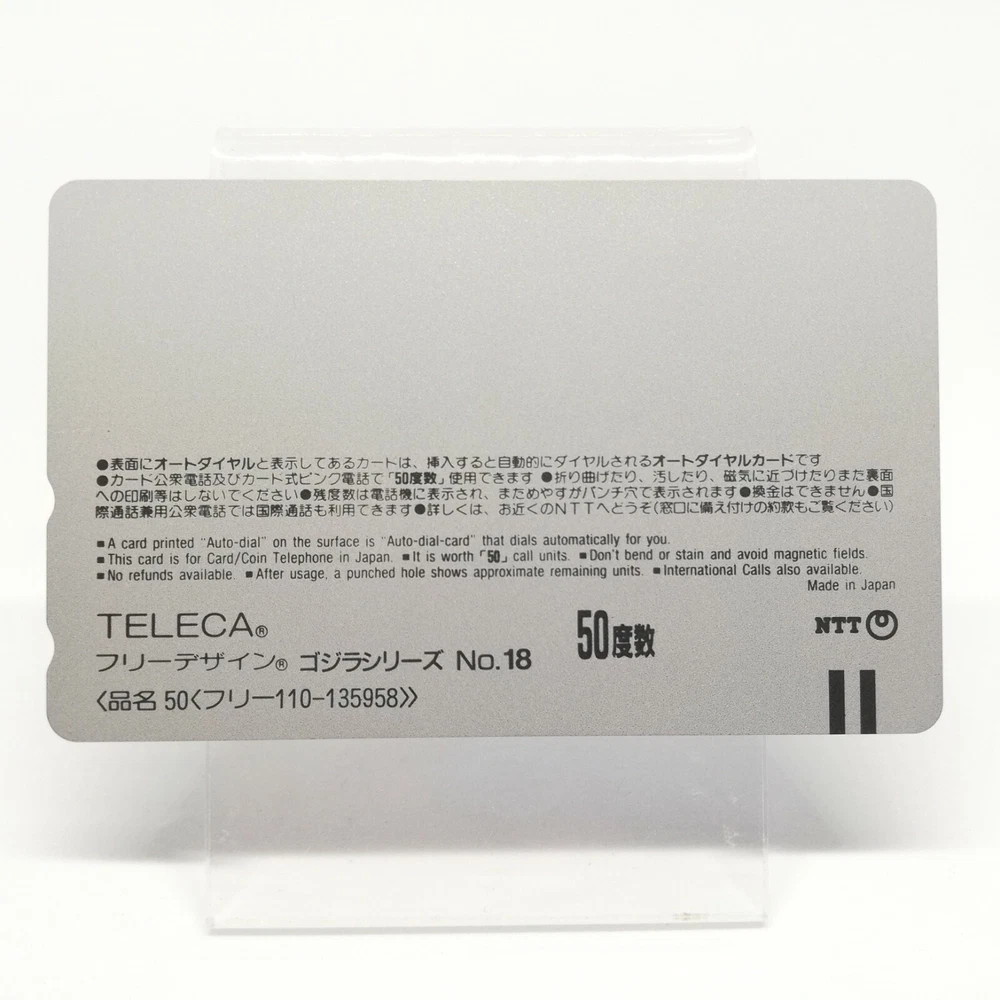 ●表面にオートダイヤルと表示してあるカードは、挿入すると自動的にダイヤルされるオートダイヤルカードです
●カード公衆電話及びカード式ピンク電話で「50度数」使用できます ●折り曲げたり、汚したり、磁気に近づけたりまた裏面
への印刷等はしないでください ●残度数は電話機に表示され、まためやすがパンチ穴で表示されます ●換金はできません ●国
際通話兼用公衆電話では国際通話も利用できます ●詳しくは、お近くのNTTへどうぞ(窓口に備え付けの約款もご覧ください)
■A card printed "Auto-dial" on the surface is "Auto-dial-card" that dials automatically for you.
■This card is for Card/Coin Telephone in Japan. ■It is worth「50」call units. ■Don't bend or stain and avoid magnetic fields.
■No refunds available. ■After usage, a punched hole shows approximate remaining units. ■International Calls also available.
Made in Japan
TELECA®
50度数
NTT
フリーデザイン® ゴジラシリーズ No.18
〈品名 50〈フリー110-135958〉〉